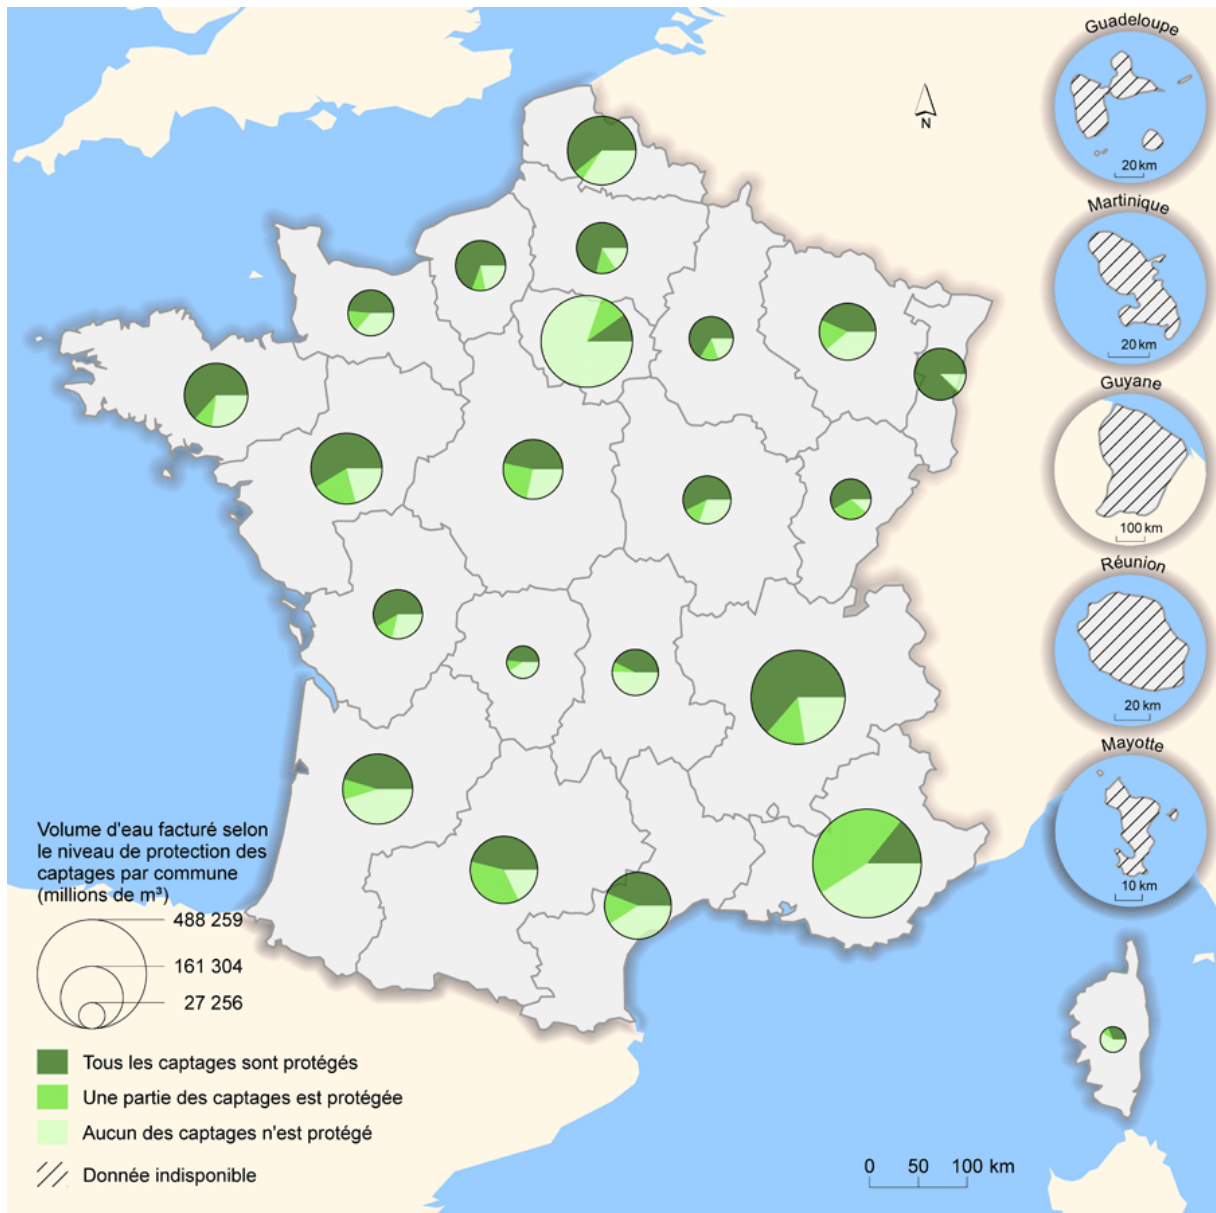 Guadeloupe
20 km
N
Martinique
20 km
Guyane
100 km
Réunion
20 km
Mayotte
10 km
Volume d'eau facturé selon
le niveau de protection des
captages par commune
(millions de m³)
488 259
161 304
27 256
Tous les captages sont protégés
Une partie des captages est protégée
Aucun des captages n'est protégé
Donnée indisponible
0 50 100 km